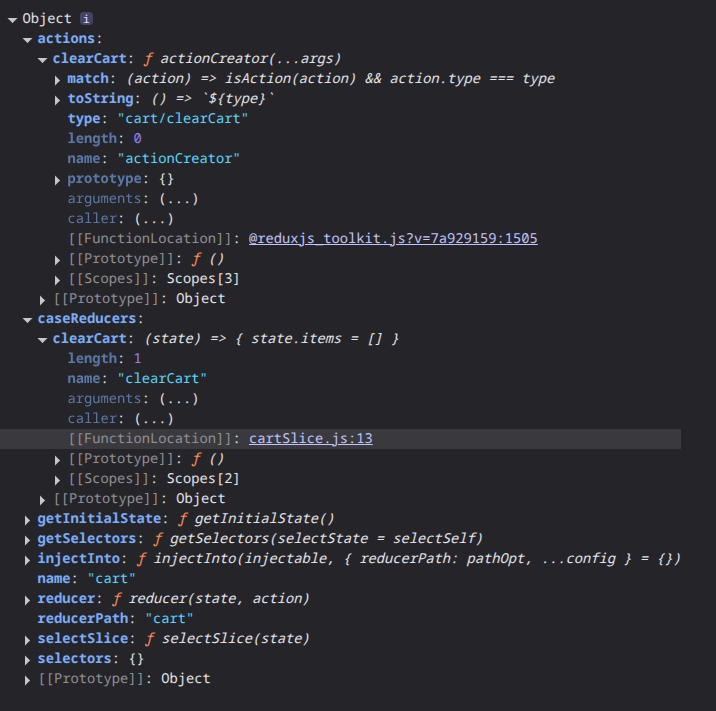 Object i
actions:
clearCart: ƒ actionCreator(...args)
match: (action) => isAction(action) && action.type === type
toString: () => `${type}`
type: "cart/clearCart"
length: 0
name: "actionCreator"
prototype: {}
arguments: (...)
caller: (...)
[[FunctionLocation]]: @reduxjs_toolkit.js?v=7a929159:1505
[[Prototype]]: ƒ ()
[[Scopes]]: Scopes[3]
[[Prototype]]: Object
caseReducers:
clearCart: (state) => { state.items = [] }
length: 1
name: "clearCart"
arguments: (...)
caller: (...)
[[FunctionLocation]]: cartSlice.js:13
[[Prototype]]: ƒ ()
[[Scopes]]: Scopes[2]
[[Prototype]]: Object
getInitialState: ƒ getInitialState()
getSelectors: ƒ getSelectors(selectState = selectSelf)
injectInto: ƒ injectInto(injectable, { reducerPath: pathOpt, ...config } = {})
name: "cart"
reducer: ƒ reducer(state, action)
reducerPath: "cart"
selectSlice: ƒ selectSlice(state)
selectors: {}
[[Prototype]]: Object